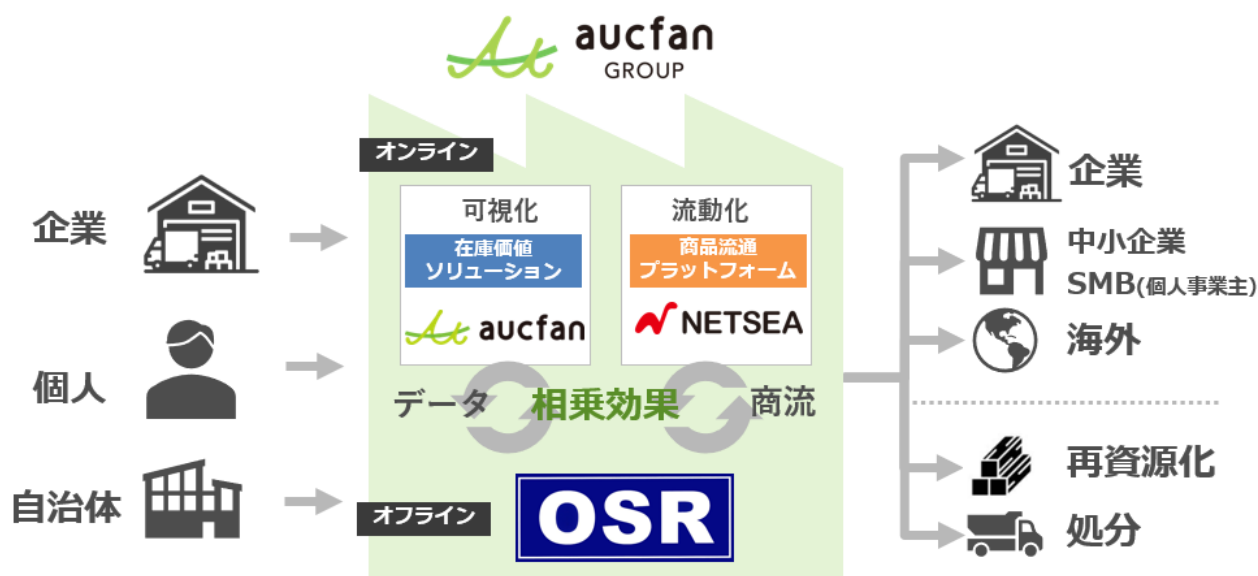 aucfan
GROUP
オンライン
企業
個人
自治体
可視化
在庫価値
ソリューション
aucfan
流動化
商品流通
プラットフォーム
NETSEA
データ
相乗効果
商流
オフライン
OSR
企業
中小企業
SMB(個人事業主)
海外
再資源化
処分